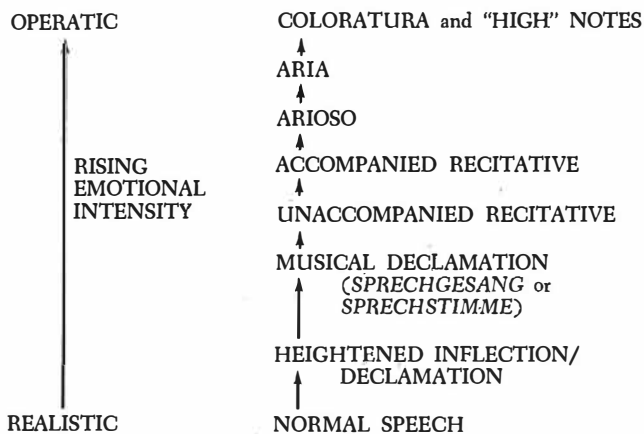 OPERATIC
COLORATURA and "HIGH" NOTES
ARIA
ARIOSO
RISING
EMOTIONAL
INTENSITY
ACCOMPANIED RECITATIVE
UNACCOMPANIED RECITATIVE
MUSICAL DECLAMATION
(SPRECHGESANG or
SPRECHSTIMME)
HEIGHTENED INFLECTION/
DECLAMATION
REALISTIC
NORMAL SPEECH